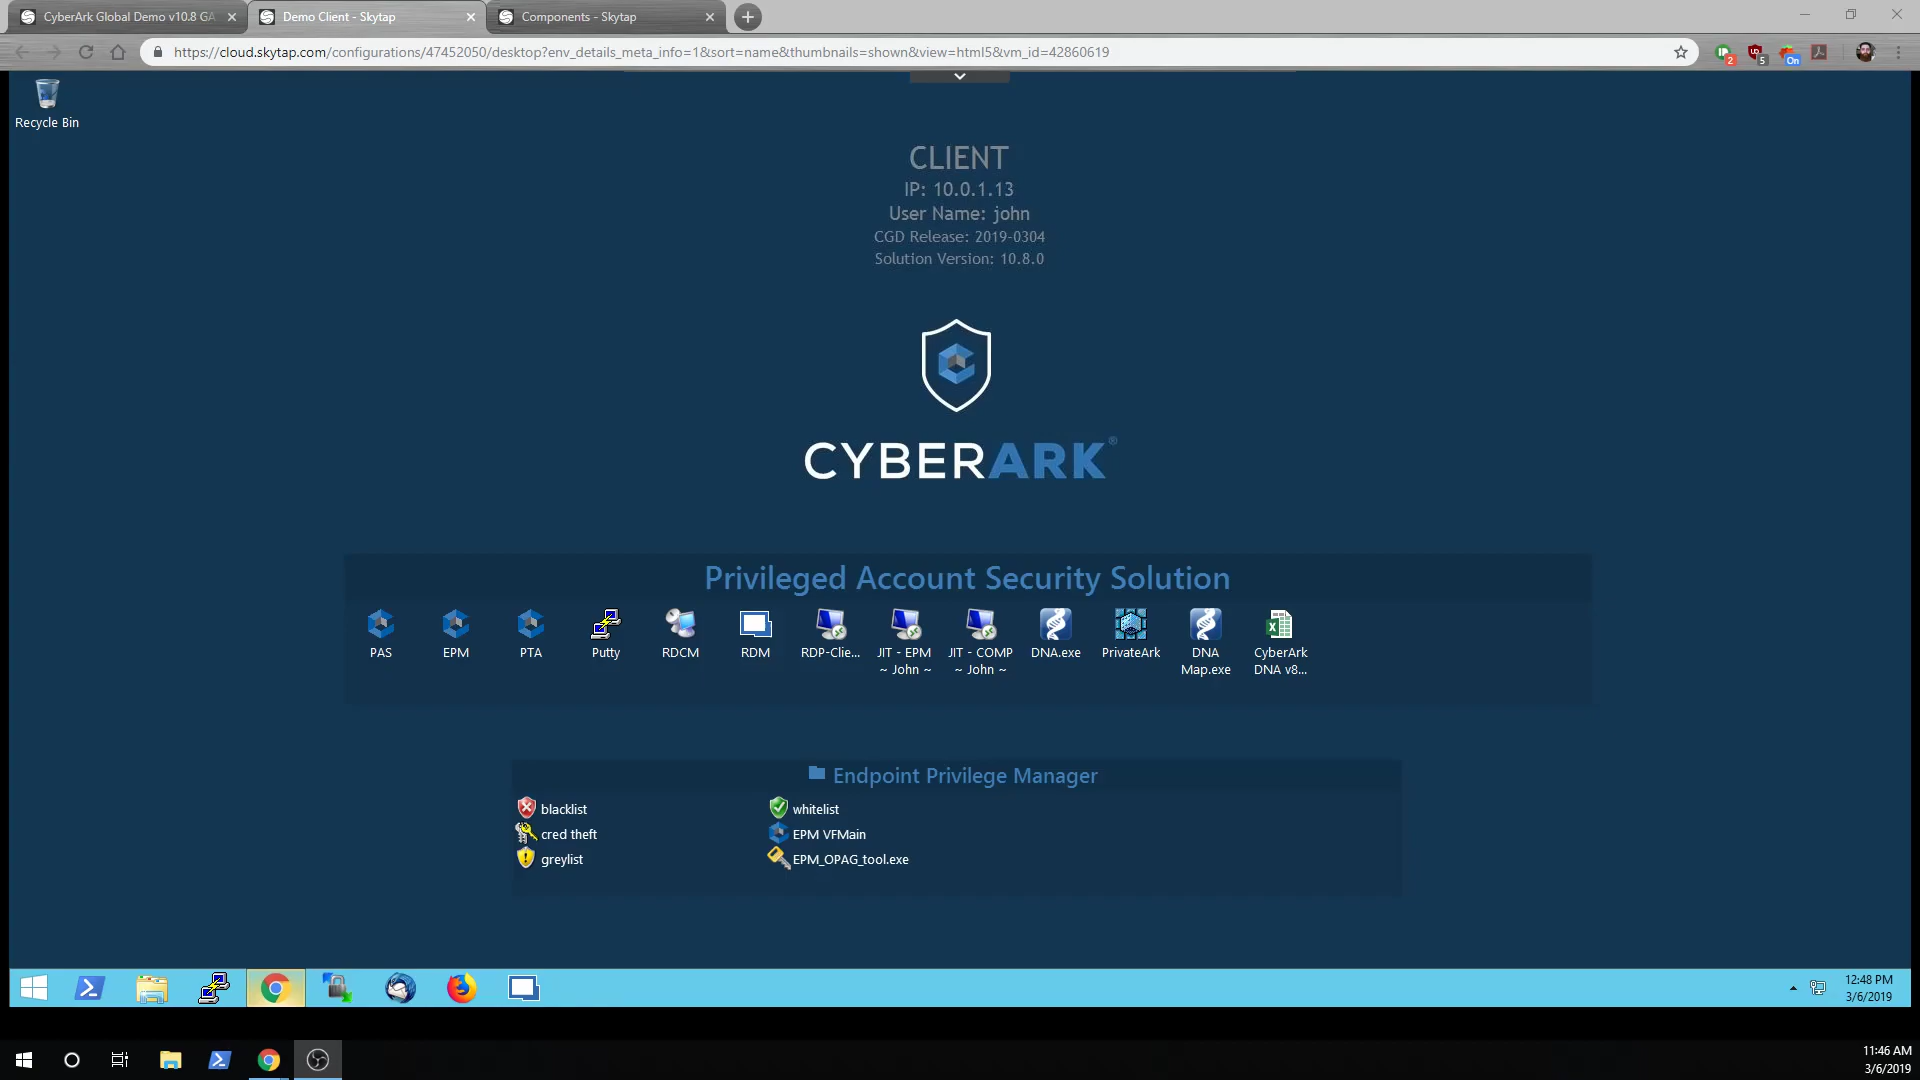 CyberArk Global Demo v10.8 GA
Demo Client - Skytap
Components - Skytap
https://cloud.skytap.com/configurations/47452050/desktop?env_details_meta_info=1&sort=name&thumbnails=shown&view=html5&vm_id=42860619
2
5
On
Recycle Bin
CLIENT
IP: 10.0.1.13
User Name: john
CGD Release: 2019-0304
Solution Version: 10.8.0
CYBERARK®
Privileged Account Security Solution
PAS
EPM
PTA
Putty
RDCM
RDM
RDP-Clie...
JIT - EPM
~ John ~
JIT - COMP
~ John ~
DNA.exe
PrivateArk
DNA
Map.exe
CyberArk
DNA v8...
Endpoint Privilege Manager
blacklist
whitelist
cred theft
EPM VFMain
greylist
EPM_OPAG_tool.exe
12:48 PM
3/6/2019
11:46 AM
3/6/2019